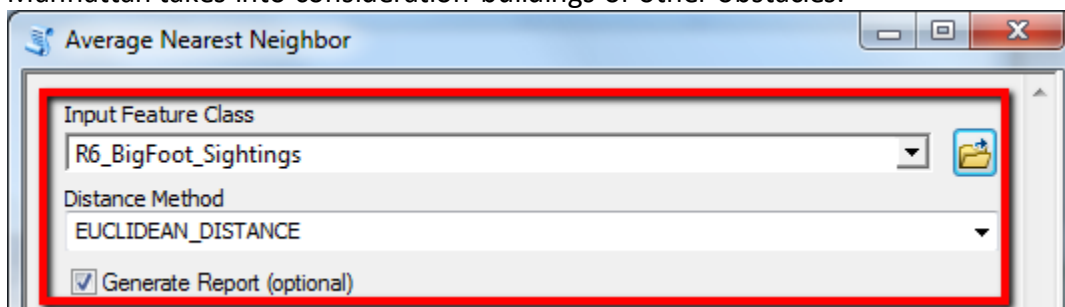 Manhattan takes into consideration buildings or other obstacles.
Average Nearest Neighbor
Input Feature Class
R6_BigFoot_Sightings
Distance Method
EUCLIDEAN_DISTANCE
Generate Report (optional)